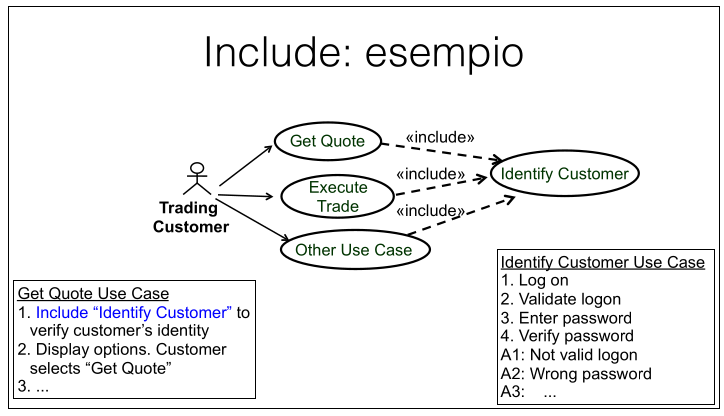 Include: esempio
Get Quote
«include»
Identify Customer
«include»
Execute
Trade
Trading
Customer
«include»
Other Use Case
Get Quote Use Case
1. Include “Identify Customer” to
verify customer’s identity
2. Display options. Customer
selects “Get Quote”
3. ...
Identify Customer Use Case
1. Log on
2. Validate logon
3. Enter password
4. Verify password
A1: Not valid logon
A2: Wrong password
A3: ...